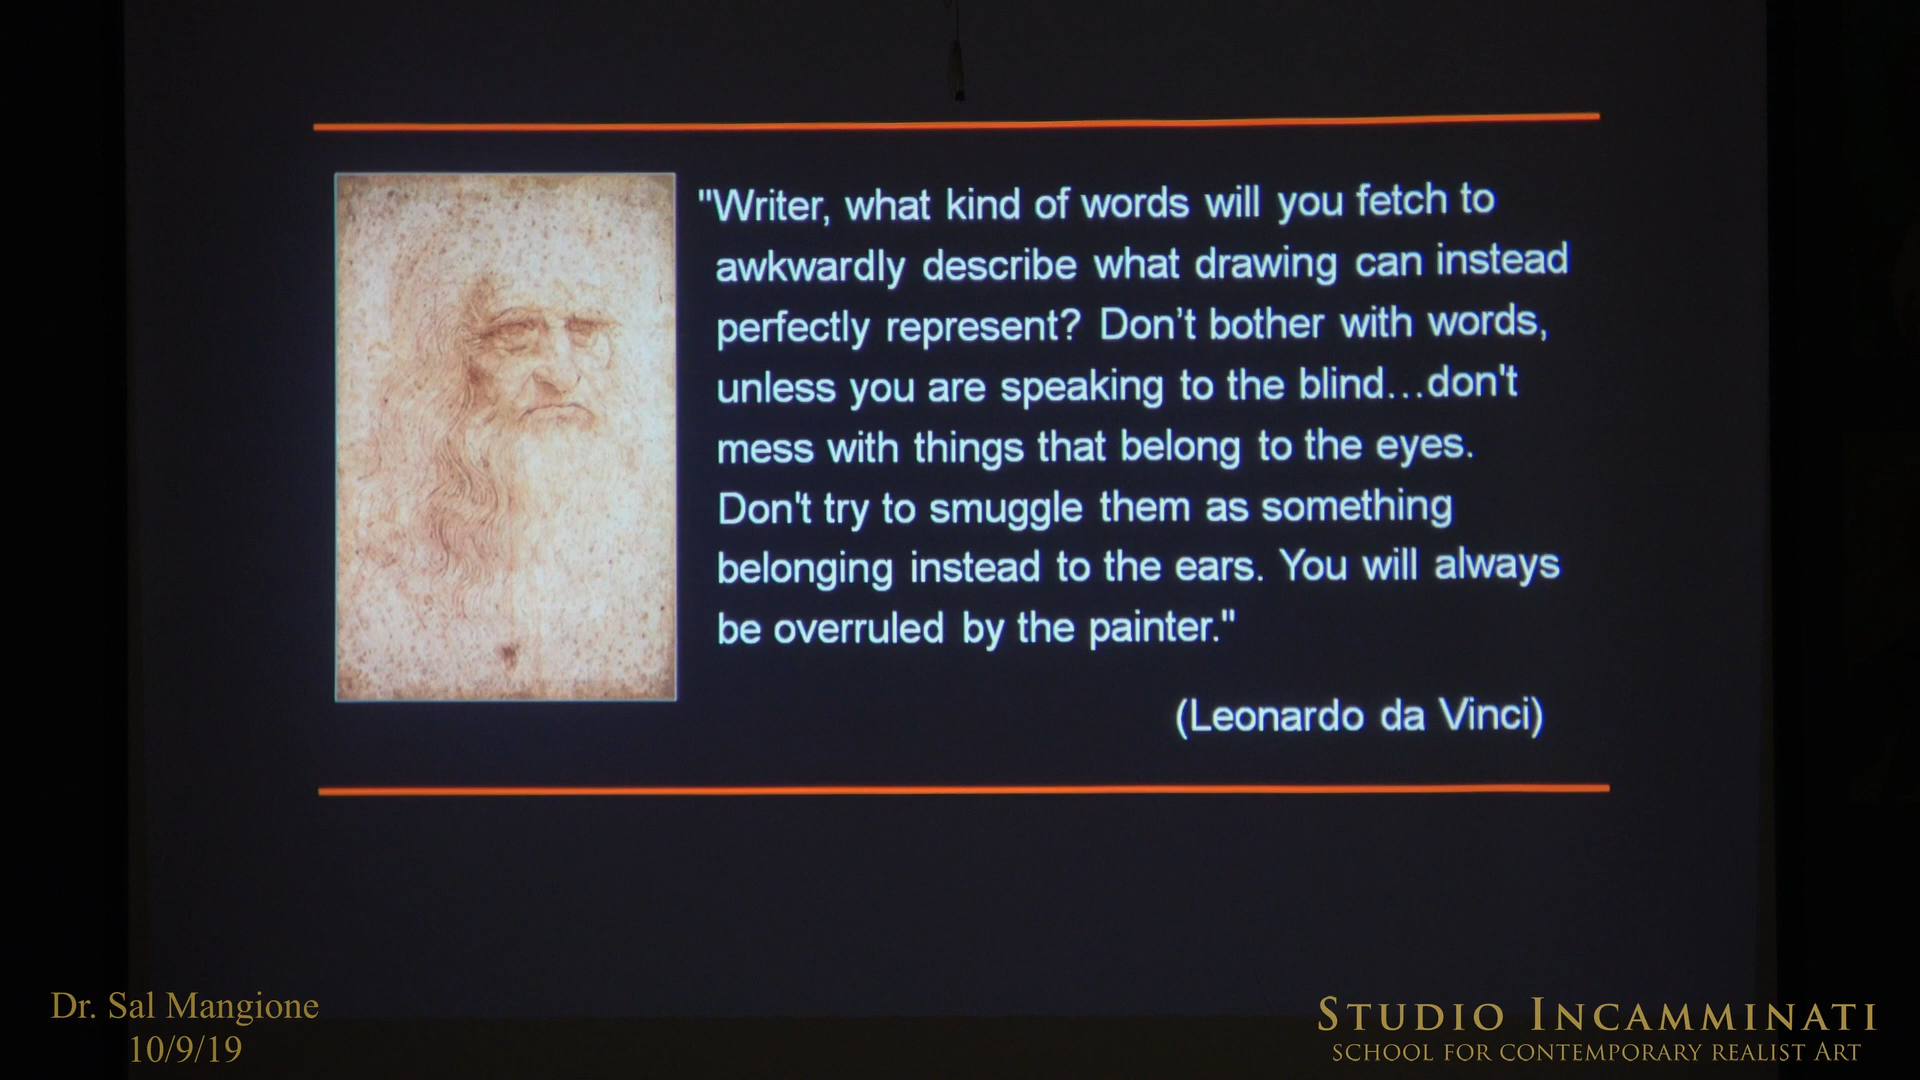 "Writer, what kind of words will you fetch to
awkwardly describe what drawing can instead
perfectly represent? Don’t bother with words,
unless you are speaking to the blind…don't
mess with things that belong to the eyes.
Don't try to smuggle them as something
belonging instead to the ears. You will always
be overruled by the painter."
(Leonardo da Vinci)
Dr. Sal Mangione
10/9/19
STUDIO INCAMMINATI
SCHOOL FOR CONTEMPORARY REALIST ART